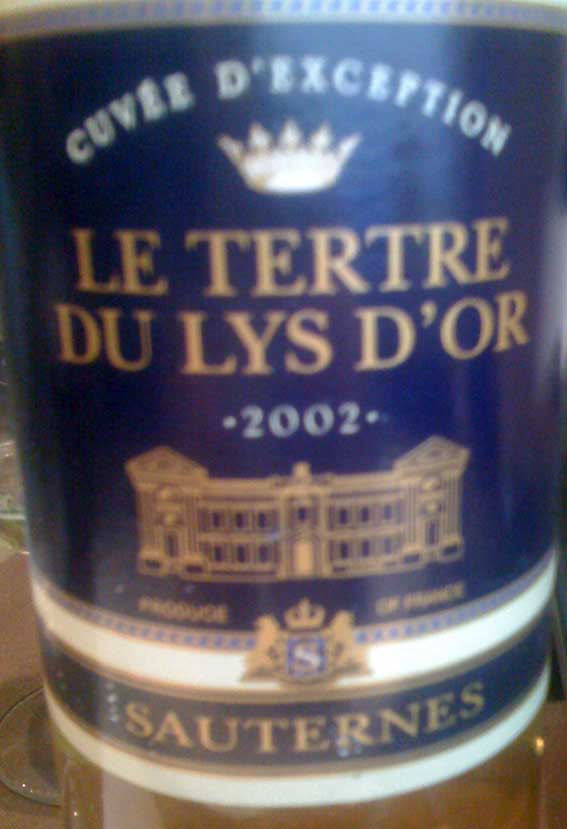 CUVÉE D'EXCEPTION
LE TERTRE
DU LYS D'OR
·2002·
PRODUCE OF FRANCE
S
SAUTERNES